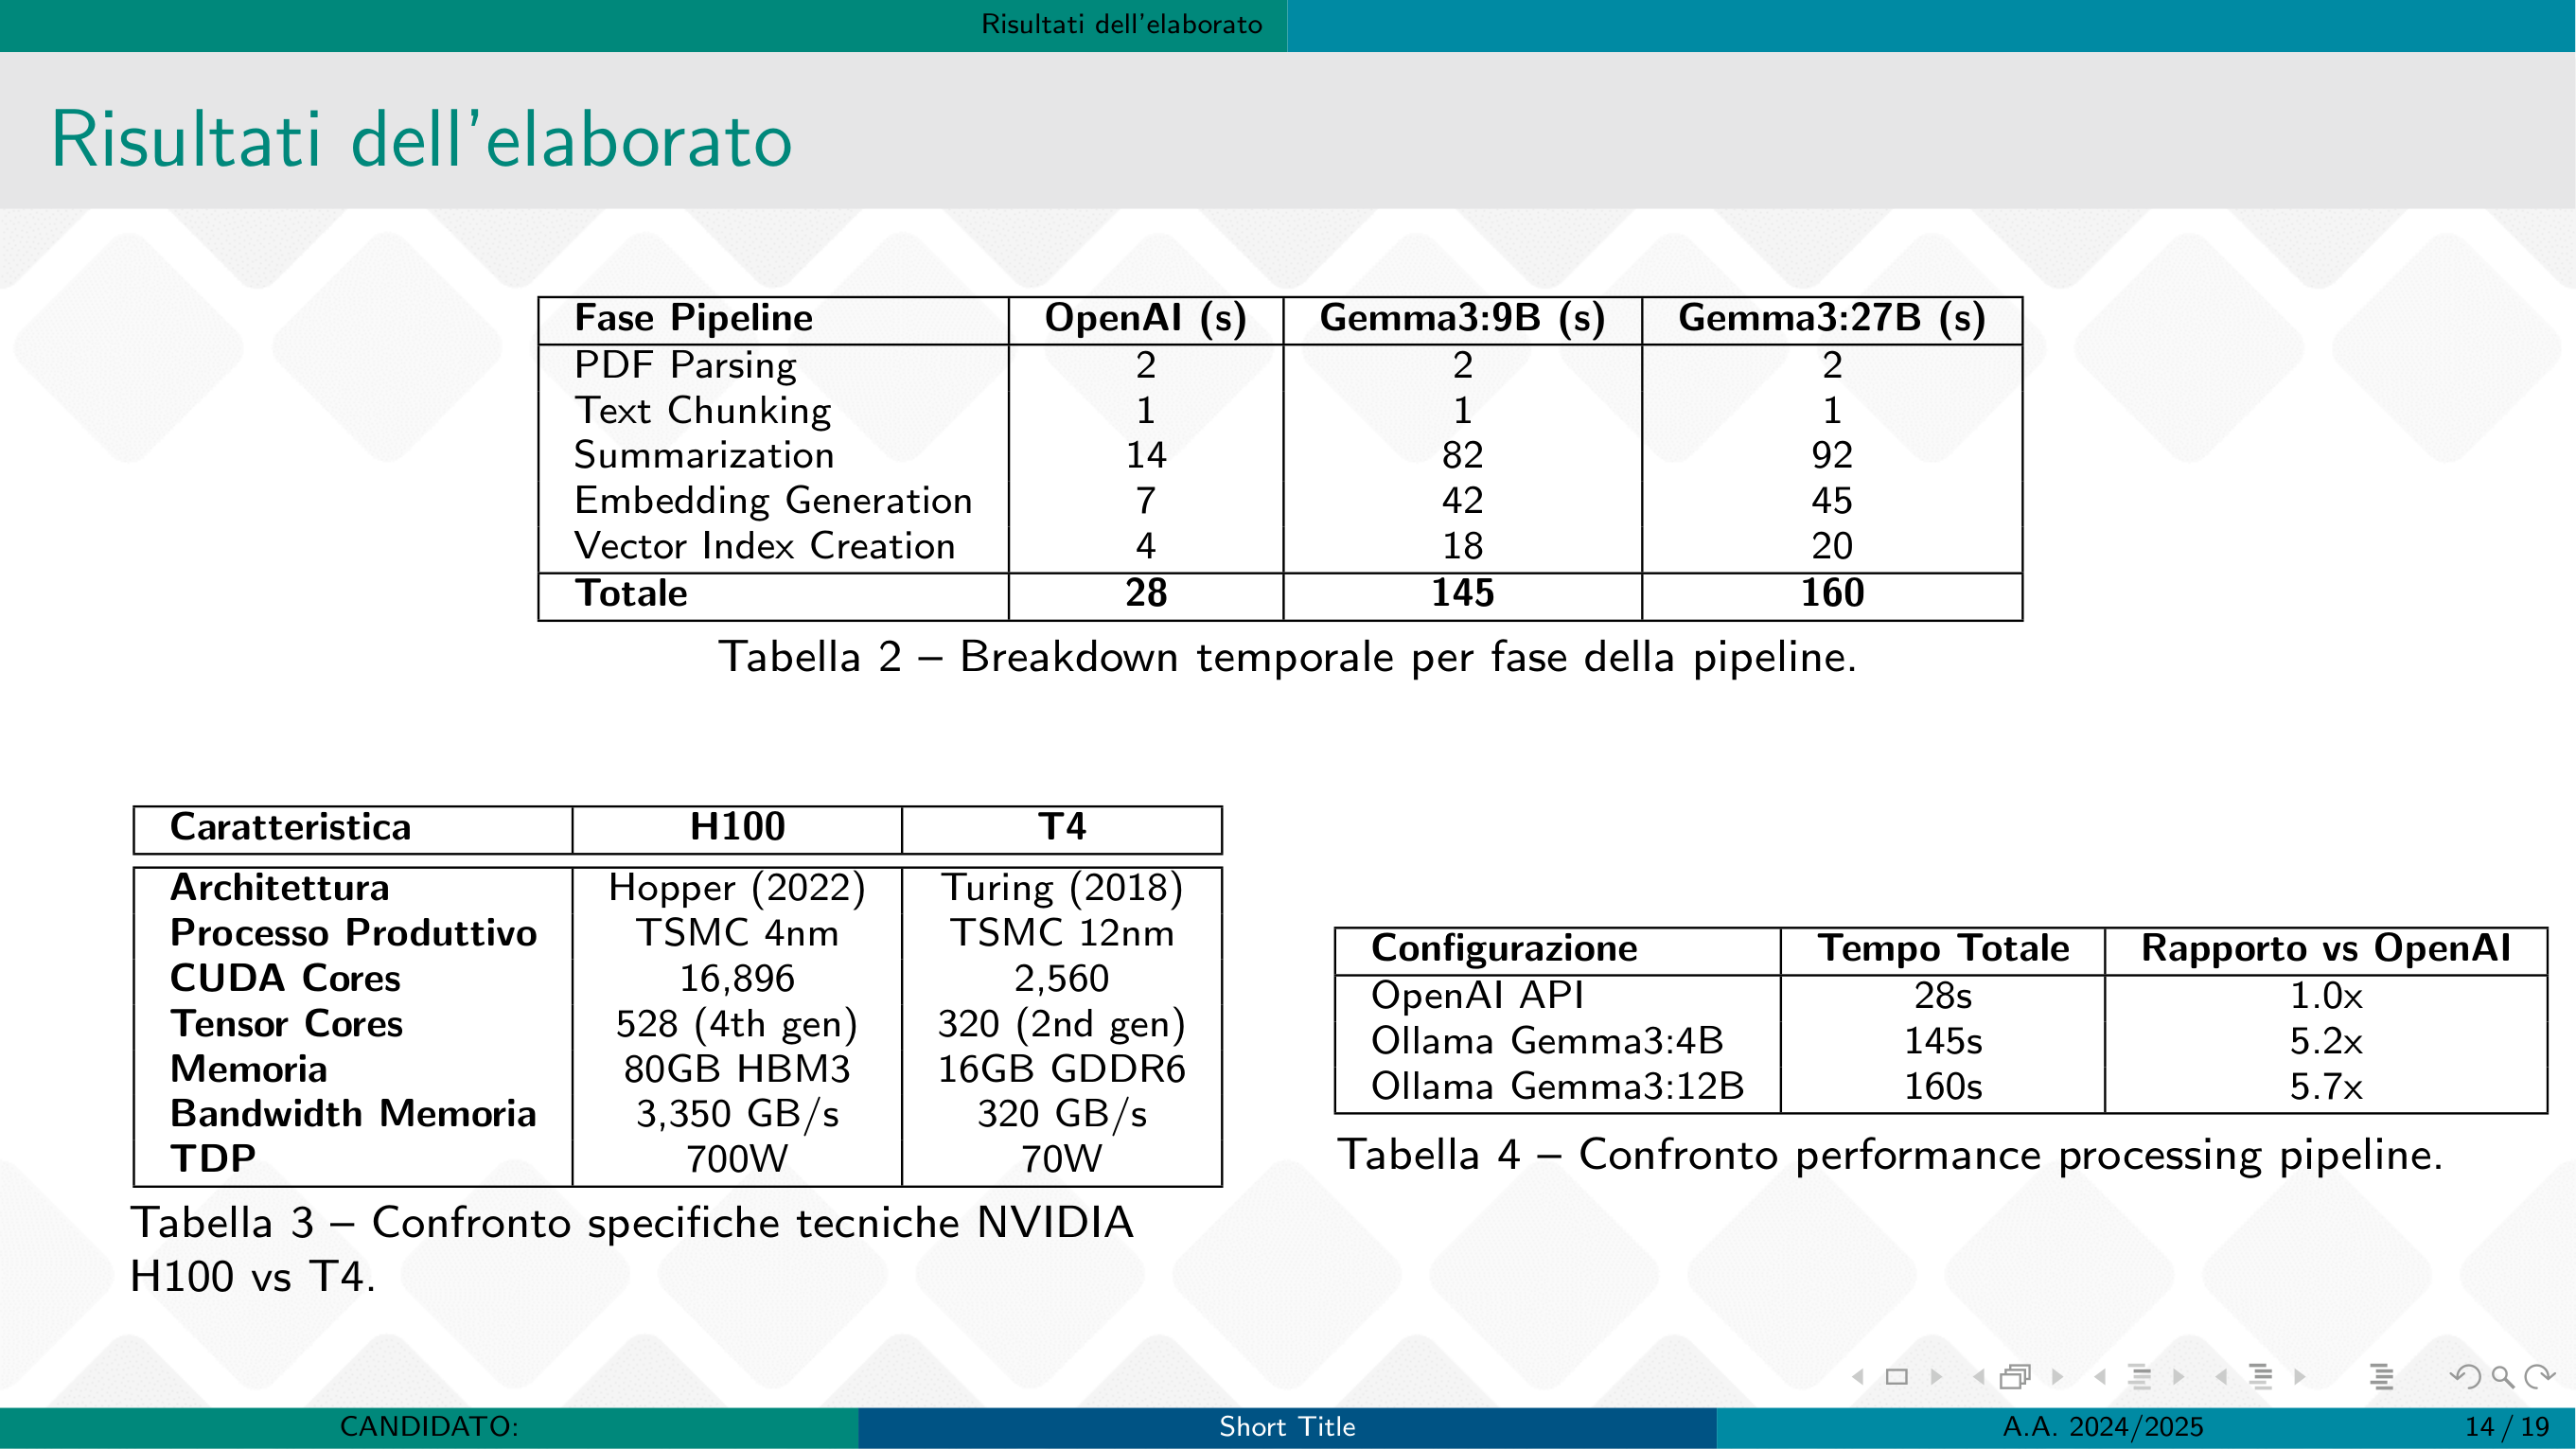 Risultati dell'elaborato
Risultati dell'elaborato
Fase Pipeline OpenAI (s) Gemma3:9B (s) Gemma3:27B (s)
PDF Parsing 2 2 2
Text Chunking 1 1 1
Summarization 14 82 92
Embedding Generation 7 42 45
Vector Index Creation 4 18 20
Totale 28 145 160
Tabella 2 – Breakdown temporale per fase della pipeline.
Caratteristica H100 T4
Architettura Hopper (2022) Turing (2018)
Processo Produttivo TSMC 4nm TSMC 12nm
CUDA Cores 16,896 2,560
Tensor Cores 528 (4th gen) 320 (2nd gen)
Memoria 80GB HBM3 16GB GDDR6
Bandwidth Memoria 3,350 GB/s 320 GB/s
TDP 700W 70W
Tabella 3 – Confronto specifiche tecniche NVIDIA
H100 vs T4.
Configurazione Tempo Totale Rapporto vs OpenAI
OpenAI API 28s 1.0x
Ollama Gemma3:4B 145s 5.2x
Ollama Gemma3:12B 160s 5.7x
Tabella 4 – Confronto performance processing pipeline.
CANDIDATO: Short Title A.A. 2024/2025 14 / 19